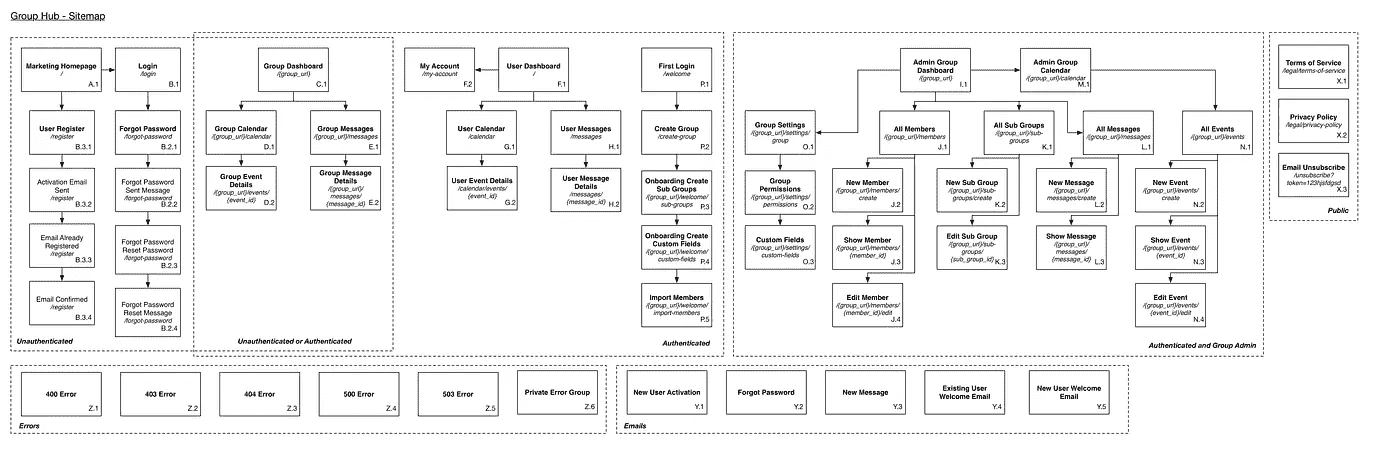 Group Hub - Sitemap
Marketing Homepage
/
A.1
Login
/login
B.1
User Register
/register
B.3.1
Forgot Password
/forgot-password
B.2.1
Activation Email
Sent
/register
B.3.2
Forgot Password
Sent Message
/forgot-password
B.2.2
Email Already
Registered
/register
B.3.3
Forgot Password
Reset Password
/forgot-password
B.2.3
Email Confirmed
/register
B.3.4
Forgot Password
Reset Message
/forgot-password
B.2.4
Unauthenticated
Group Dashboard
/{group_url}
C.1
Group Calendar
/{group_url}/calendar
D.1
Group Messages
/{group_url}/messages
E.1
Group Event
Details
/{group_url}/events/
{event_id}
D.2
Group Message
Details
/{group_url}/
messages/
{message_id}
E.2
Unauthenticated or Authenticated
My Account
/my-account
F.2
User Dashboard
/
F.1
User Calendar
/calendar
G.1
User Messages
/messages
H.1
User Event Details
/calendar/events/
{event_id}
G.2
User Message
Details
/messages/
{message_id}
H.2
First Login
/welcome
P.1
Create Group
/create-group
P.2
Onboarding Create
Sub Groups
/{group_url}/welcome/
sub-groups
P.3
Onboarding Create
Custom Fields
/{group_url}/welcome/
custom-fields
P.4
Import Members
/{group_url}/welcome/
import-members
P.5
Authenticated
Admin Group
Dashboard
/{group_url}
I.1
Admin Group
Calendar
/{group_url}/calendar
M.1
Group Settings
/{group_url}/settings/
group
O.1
All Members
/{group_url}/members
J.1
All Sub Groups
/{group_url}/sub-
groups
K.1
All Messages
/{group_url}/messages
L.1
All Events
/{group_url}/events
N.1
Group
Permissions
/{group_url}/settings/
permissions
O.2
New Member
/{group_url}/members/
create
J.2
New Sub Group
/{group_url}/sub-
groups/create
K.2
New Message
/{group_url}/
messages/create
L.2
New Event
/{group_url}/events/
create
N.2
Custom Fields
/{group_url}/settings/
custom-fields
O.3
Show Member
/{group_url}/members/
{member_id}
J.3
Edit Sub Group
/{group_url}/sub-
groups/
{sub_group_id}
K.3
Show Message
/{group_url}/
messages/
{message_id}
L.3
Show Event
/{group_url}/events/
{event_id}
N.3
Edit Member
/{group_url}/members/
{member_id}/edit
J.4
Edit Event
/{group_url}/events/
{event_id}/edit
N.4
Authenticated and Group Admin
Terms of Service
/legal/terms-of-service
X.1
Privacy Policy
/legal/privacy-policy
X.2
Email Unsubscribe
/unsubscribe?
X.3
Public
400 Error
Z.1
403 Error
Z.2
404 Error
Z.3
500 Error
Z.4
503 Error
Z.5
Private Error Group
Z.6
Errors
New User Activation
Y.1
Forgot Password
Y.2
New Message
Y.3
Existing User
Welcome Email
Y.4
New User Welcome
Email
Y.5
Emails